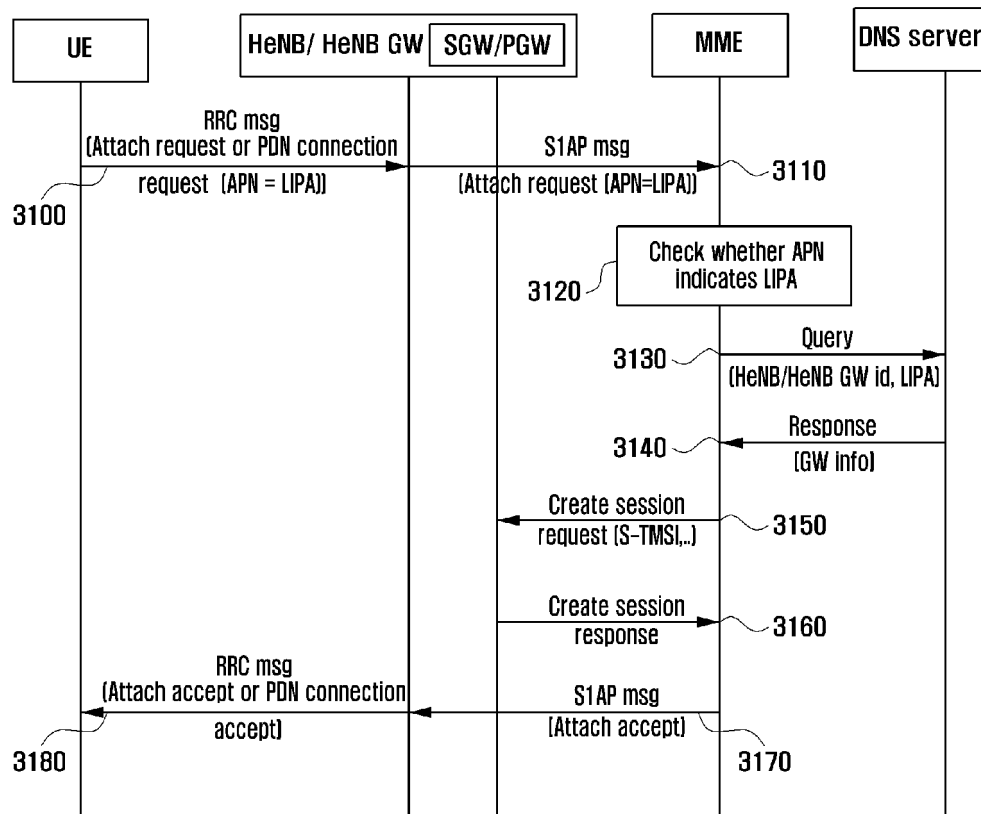 UE
HeNB/ HeNB GW
SGW/PGW
MME
DNS server
RRC msg
(Attach request or PDN connection
request (APN = LIPA))
3100
S1AP msg
(Attach request (APN=LIPA))
3110
Check whether APN
indicates LIPA
3120
Query
(HeNB/HeNB GW id, LIPA)
3130
Response
(GW info)
3140
Create session
request (S-TMSI,..)
3150
Create session
response
3160
RRC msg
(Attach accept or PDN connection
accept)
3180
S1AP msg
(Attach accept)
3170